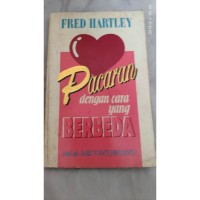 FRED HARTLEY
Pacaran
dengan cara
yang
BERBEDA